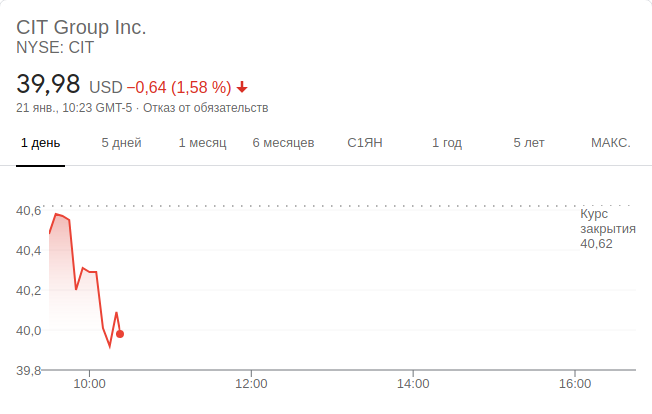 CIT Group Inc.
NYSE: CIT
39,98 USD −0,64 (1,58 %)
21 янв., 10:23 GMT-5 · Отказ от обязательств
1 день 5 дней 1 месяц 6 месяцев С1ЯН 1 год 5 лет МАКС.
40,6
40,4
40,2
40,0
39,8
Курс
закрытия
40,62
10:00 12:00 14:00 16:00